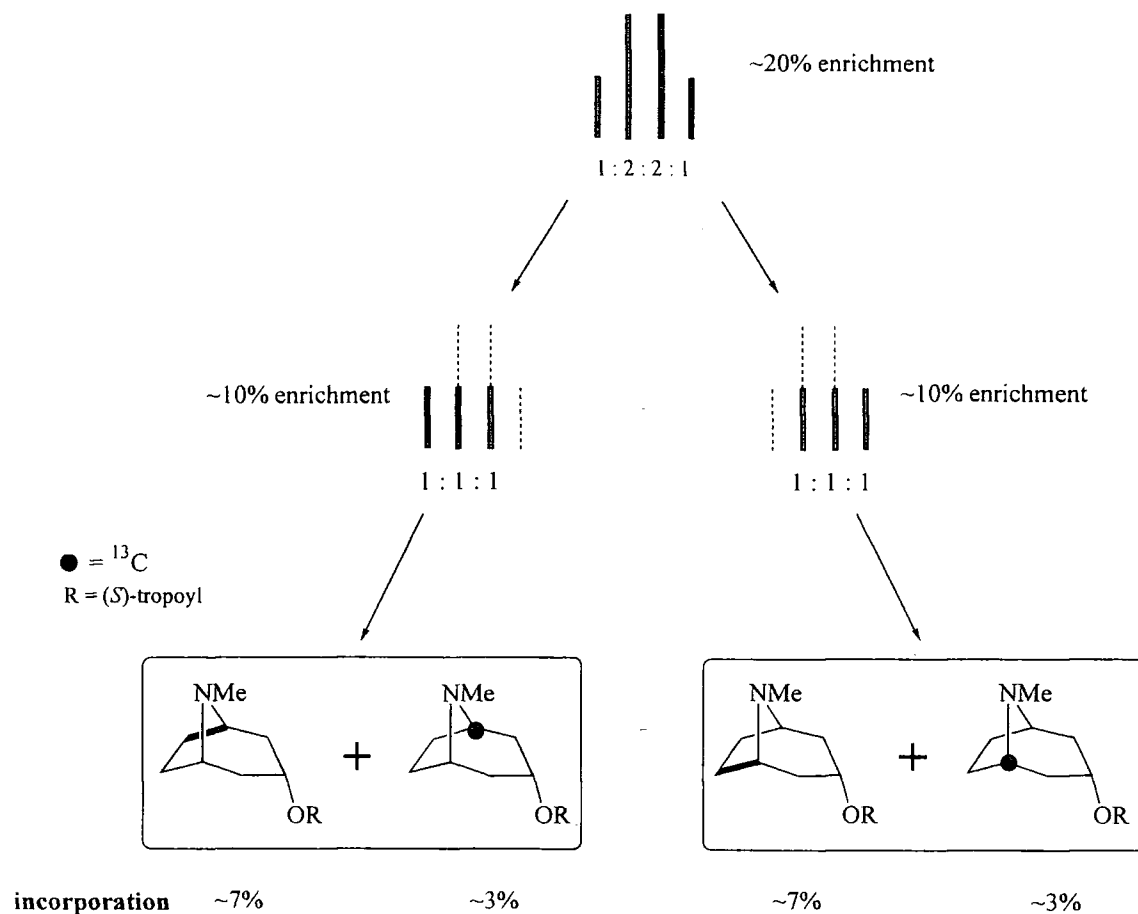 ~20% enrichment
1 : 2 : 2 : 1
~10% enrichment
~10% enrichment
1 : 1 : 1
1 : 1 : 1
● = ¹³C
R = (S)-tropoyl
NMe
NMe
NMe
NMe
+
+
OR
OR
OR
OR
incorporation ~7% ~3% ~7% ~3%